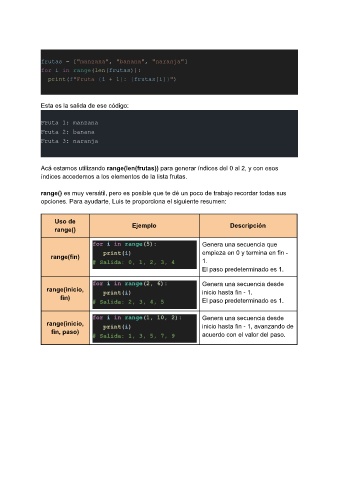 frutas = ["manzana", "banana", "naranja"]
for i in range(len(frutas)):
print(f"Fruta {i + 1}: {frutas[i]}")
Esta es la salida de ese código:
Fruta 1: manzana
Fruta 2: banana
Fruta 3: naranja
Acá estamos utilizando range(len(frutas)) para generar índices del 0 al 2, y con esos
índices accedemos a los elementos de la lista frutas.
range() es muy versátil, pero es posible que te dé un poco de trabajo recordar todas sus
opciones. Para ayudarte, Luis te proporciona el siguiente resumen:
Uso de
range()
Ejemplo
Descripción
range(fin)
for i in range(5):
print(i)
# Salida: 0, 1, 2, 3, 4
Genera una secuencia que
empieza en 0 y termina en fin -
1.
El paso predeterminado es 1.
range(inicio,
fin)
for i in range(2, 6):
print(i)
# Salida: 2, 3, 4, 5
Genera una secuencia desde
inicio hasta fin - 1.
El paso predeterminado es 1.
range(inicio,
fin, paso)
for i in range(1, 10, 2):
print(i)
# Salida: 1, 3, 5, 7, 9
Genera una secuencia desde
inicio hasta fin - 1, avanzando de
acuerdo con el valor del paso.